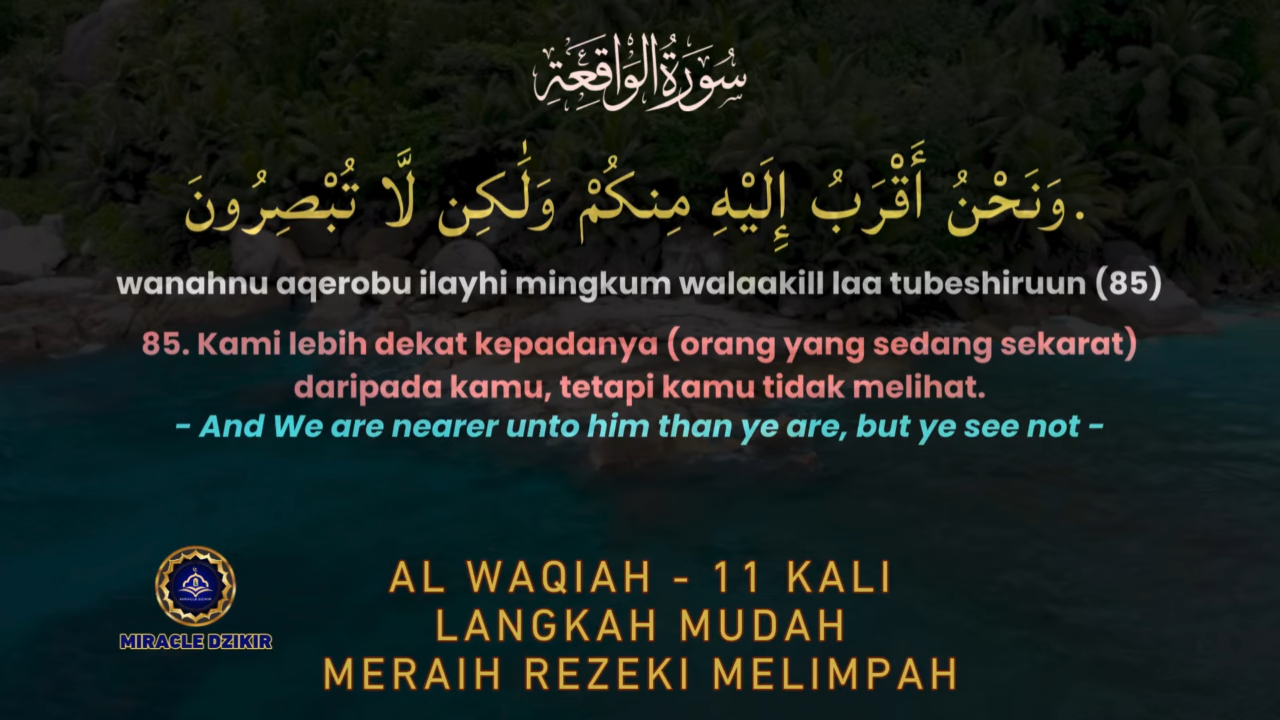 سُورَةُ الْوَاقِعَةِ
وَنَحْنُ أَقْرَبُ إِلَيْهِ مِنكُمْ وَلَٰكِن لَّا تُبْصِرُونَ.
wanahnu aqerobu ilayhi mingkum walaakill laa tubeshiruun (85)
85. Kami lebih dekat kepadanya (orang yang sedang sekarat)
daripada kamu, tetapi kamu tidak melihat.
- And We are nearer unto him than ye are, but ye see not -
AL WAQIAH - 11 KALI
LANGKAH MUDAH
MERAIH REZEKI MELIMPAH
MIRACLE DZIKIR
MIRACLE DZIKIR